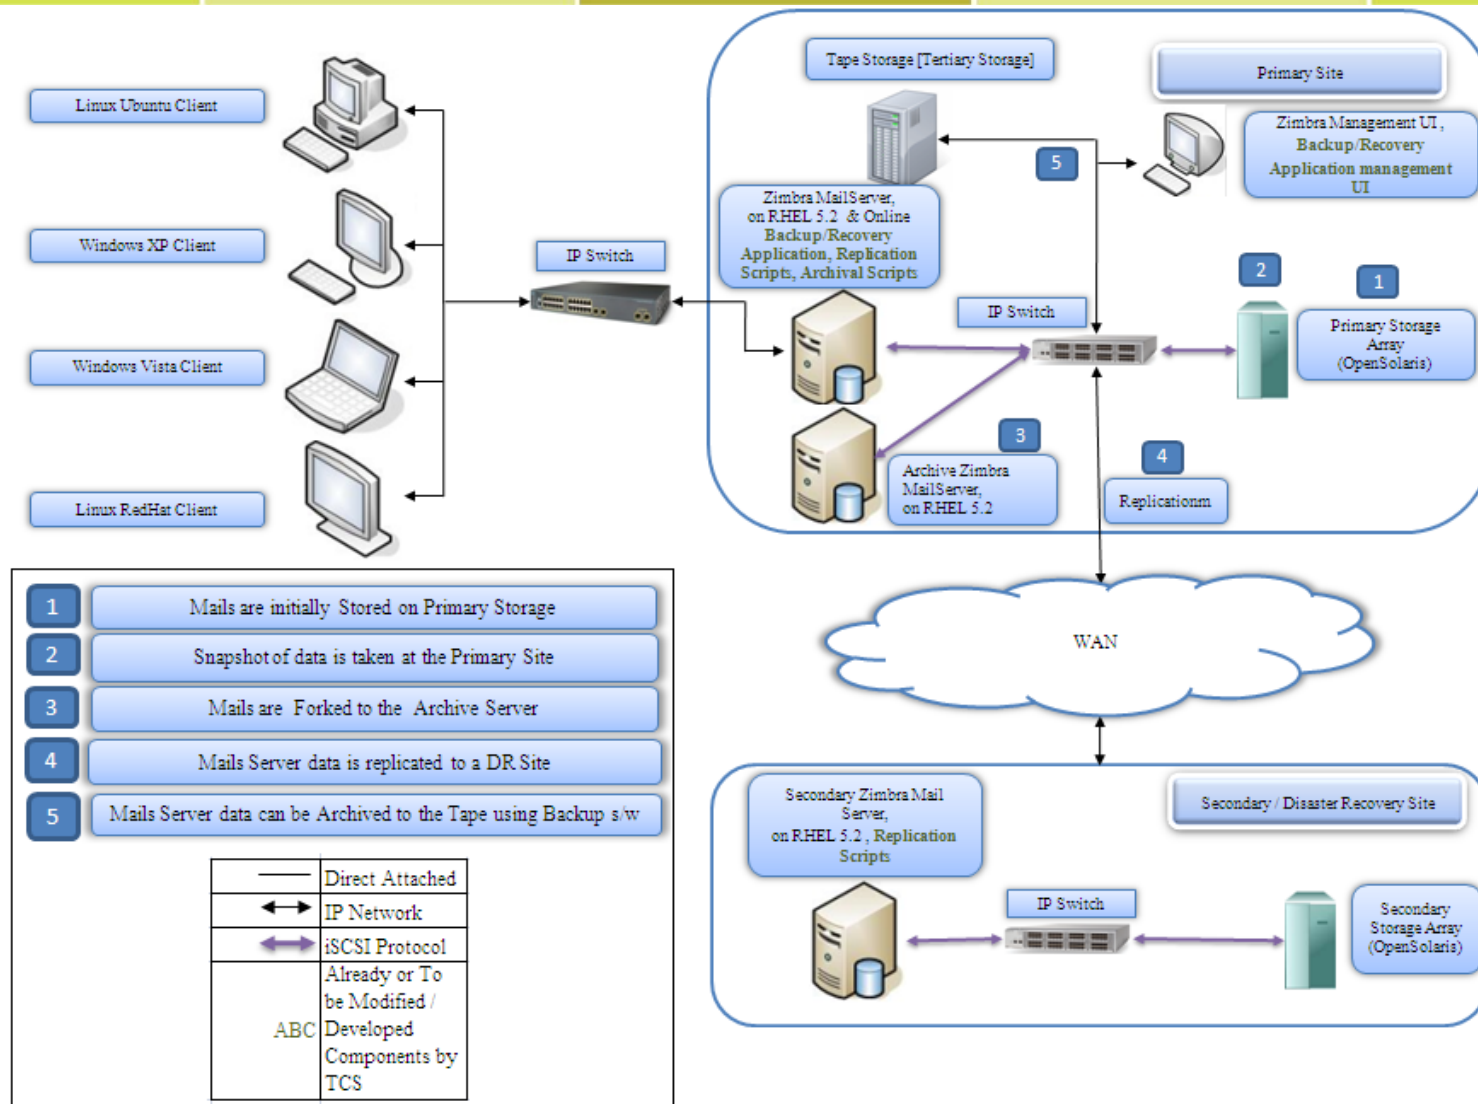 Linux Ubuntu Client
Windows XP Client
Windows Vista Client
Linux RedHat Client
IP Switch
Tape Storage [Tertiary Storage]
Primary Site
5
Zimbra Management UI ,
Backup/Recovery
Application management
UI
Zimbra MailServer,
on RHEL 5.2 & Online
Backup/Recovery
Application, Replication
Scripts, Archival Scripts
IP Switch
2
1
Primary Storage
Array
(OpenSolaris)
3
Archive Zimbra
MailServer,
on RHEL 5.2
4
Replicationm
WAN
1
Mails are initially Stored on Primary Storage
2
Snapshot of data is taken at the Primary Site
3
Mails are Forked to the Archive Server
4
Mails Server data is replicated to a DR Site
5
Mails Server data can be Archived to the Tape using Backup s/w
Direct Attached
IP Network
iSCSI Protocol
ABC
Already or To
be Modified /
Developed
Components by
TCS
Secondary Zimbra Mail
Server,
on RHEL 5.2 , Replication
Scripts
Secondary / Disaster Recovery Site
IP Switch
Secondary
Storage Array
(OpenSolaris)